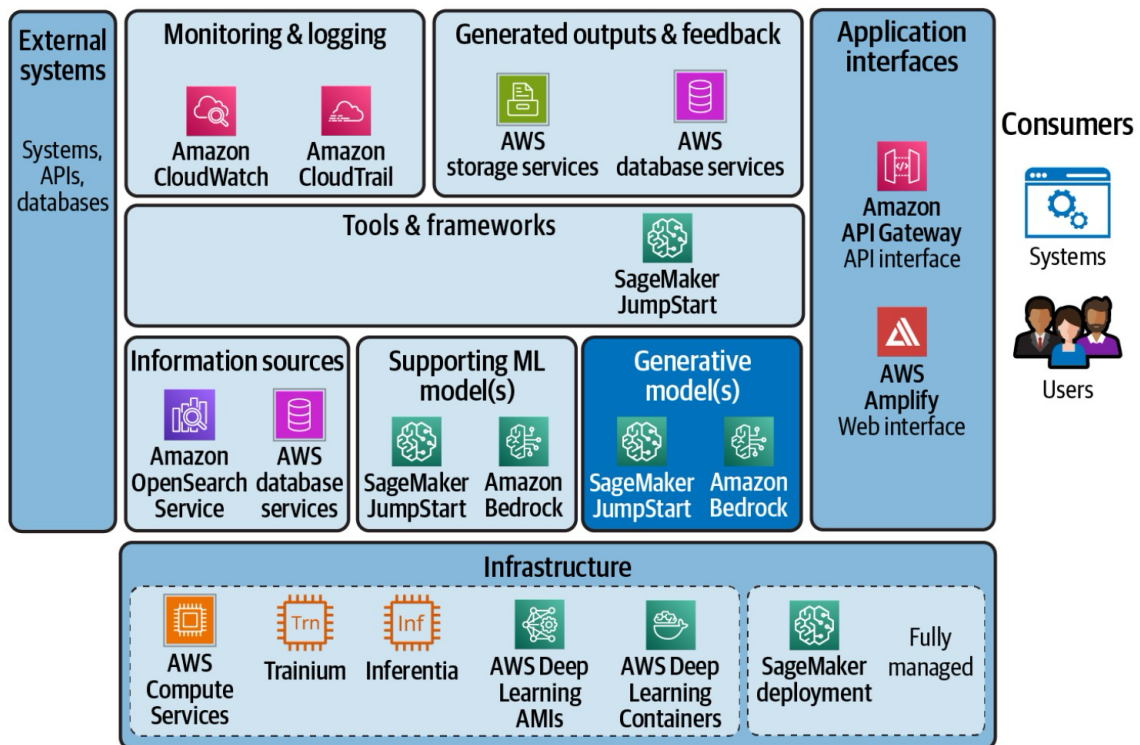 External
systems
Systems,
APIs,
databases
Monitoring & logging
Amazon
CloudWatch
Amazon
CloudTrail
Generated outputs & feedback
AWS
storage services
AWS
database services
Tools & frameworks
SageMaker
JumpStart
Information sources
Amazon
OpenSearch
Service
AWS
database
services
Supporting ML
model(s)
SageMaker
JumpStart
Amazon
Bedrock
Generative
model(s)
SageMaker
JumpStart
Amazon
Bedrock
Application
interfaces
Amazon
API Gateway
API interface
AWS
Amplify
Web interface
Consumers
Systems
Users
Infrastructure
AWS
Compute
Services
Trn
Trainium
Inf
Inferentia
AWS Deep
Learning
AMIs
AWS Deep
Learning
Containers
SageMaker
deployment
Fully
managed